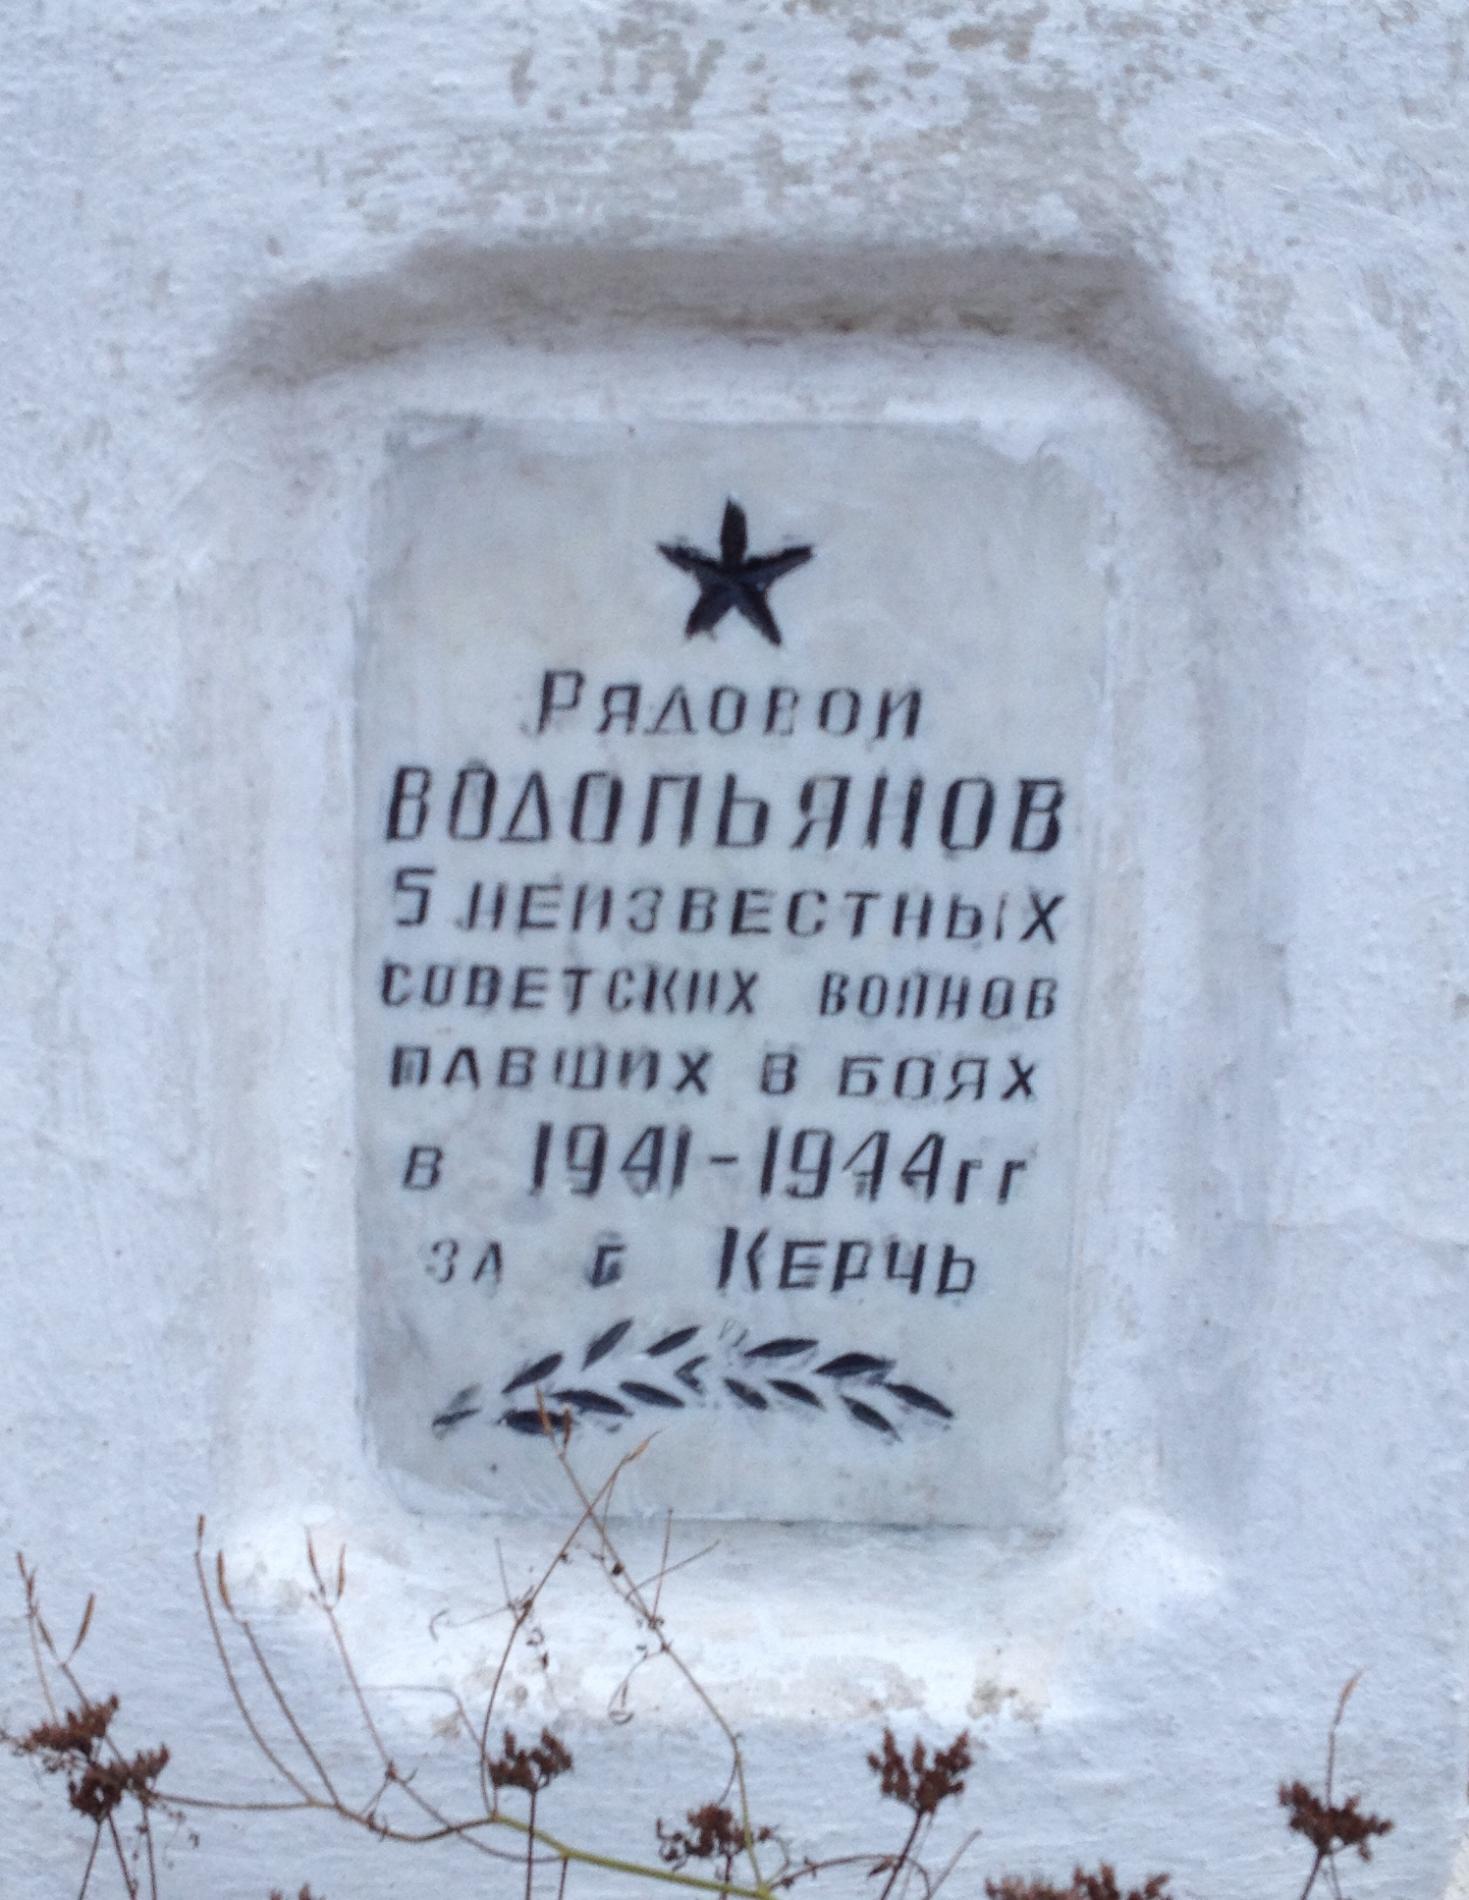 Рядовой
ВОДОПЬЯНОВ
5 НЕИЗВЕСТНЫХ
СОВЕТСКИХ ВОИНОВ
ПАВШИХ В БОЯХ
В 1941-1944гг
ЗА г КЕРЧЬ